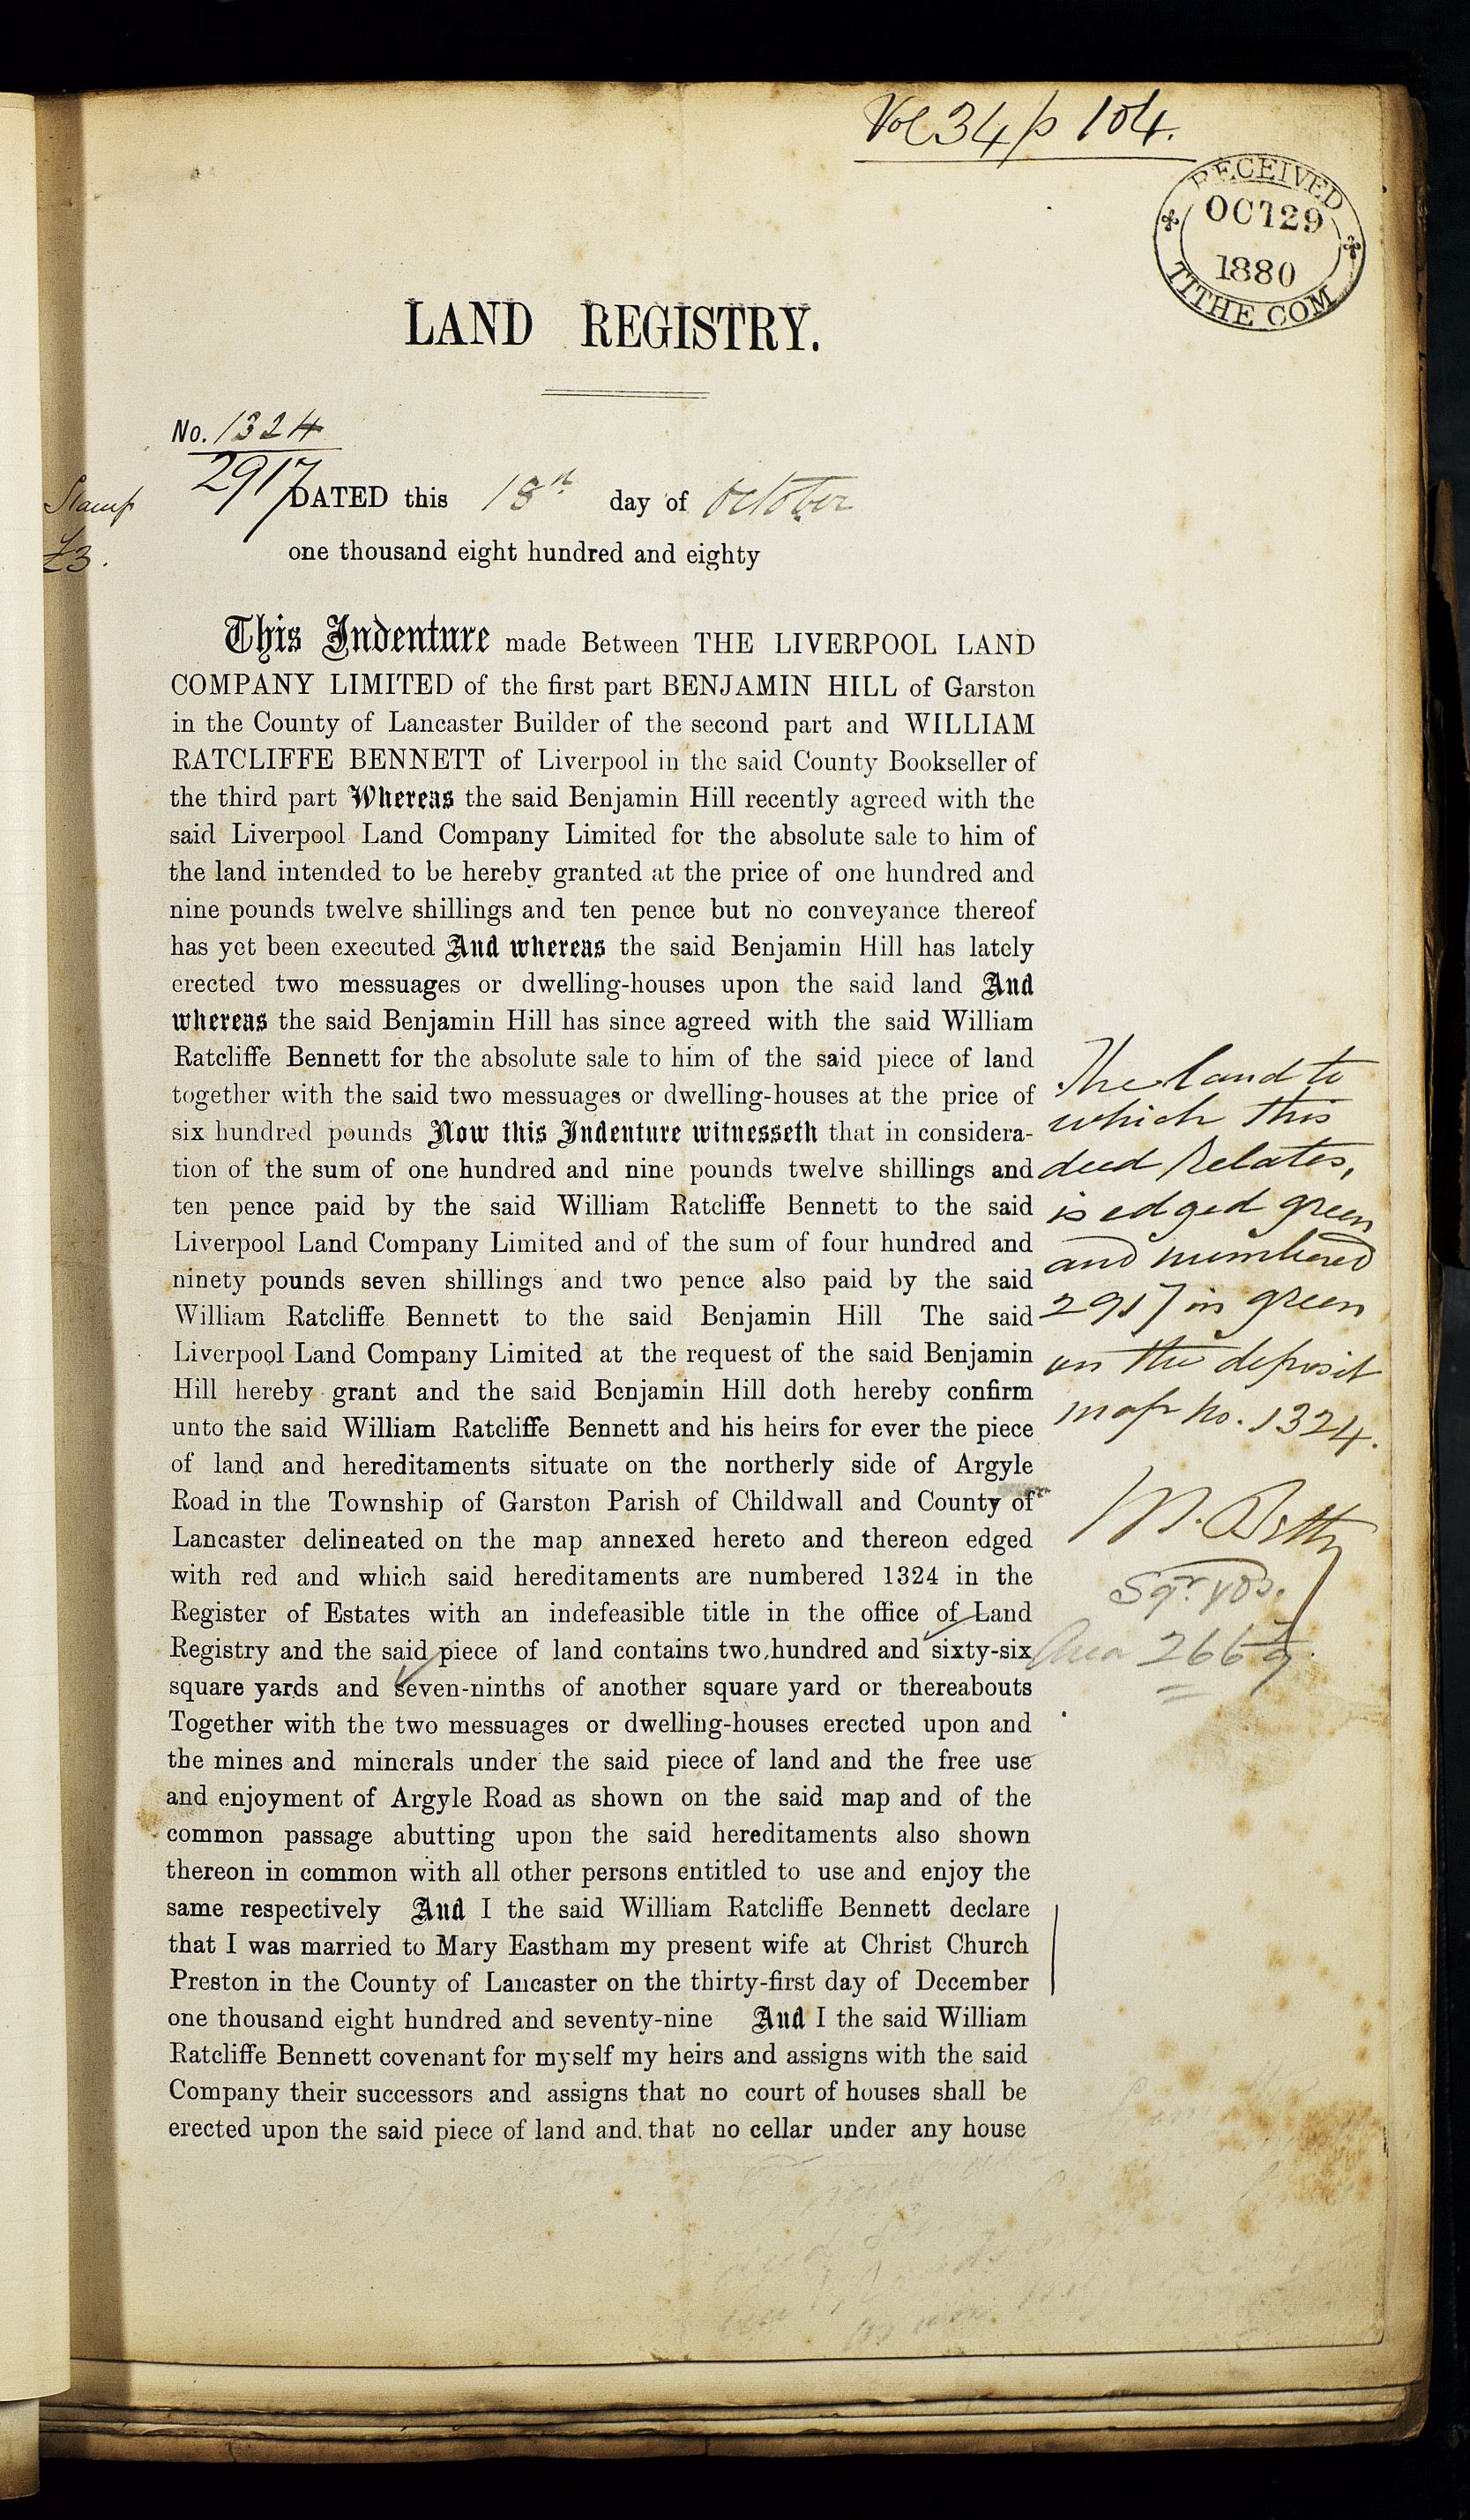 Vol 34 p 104.
RECEIVED
OCT 29
1880
TITHE COM
LAND REGISTRY.
No. 1324
2917
Stamp
£3.
DATED this 18th day of October
one thousand eight hundred and eighty
This Indenture made Between THE LIVERPOOL LAND
COMPANY LIMITED of the first part BENJAMIN HILL of Garston
in the County of Lancaster Builder of the second part and WILLIAM
RATCLIFFE BENNETT of Liverpool in the said County Bookseller of
the third part Whereas the said Benjamin Hill recently agreed with the
said Liverpool Land Company Limited for the absolute sale to him of
the land intended to be hereby granted at the price of one hundred and
nine pounds twelve shillings and ten pence but no conveyance thereof
has yet been executed And whereas the said Benjamin Hill has lately
erected two messuages or dwelling-houses upon the said land And
whereas the said Benjamin Hill has since agreed with the said William
Ratcliffe Bennett for the absolute sale to him of the said piece of land
together with the said two messuages or dwelling-houses at the price of
six hundred pounds Now this Indenture witnesseth that in considera-
tion of the sum of one hundred and nine pounds twelve shillings and
ten pence paid by the said William Ratcliffe Bennett to the said
Liverpool Land Company Limited and of the sum of four hundred and
ninety pounds seven shillings and two pence also paid by the said
William Ratcliffe Bennett to the said Benjamin Hill The said
Liverpool Land Company Limited at the request of the said Benjamin
Hill hereby grant and the said Benjamin Hill doth hereby confirm
unto the said William Ratcliffe Bennett and his heirs for ever the piece
of land and hereditaments situate on the northerly side of Argyle
Road in the Township of Garston Parish of Childwall and County of
Lancaster delineated on the map annexed hereto and thereon edged
with red and which said hereditaments are numbered 1324 in the
Register of Estates with an indefeasible title in the office of Land
Registry and the said piece of land contains two hundred and sixty-six
square yards and seven-ninths of another square yard or thereabouts
Together with the two messuages or dwelling-houses erected upon and
the mines and minerals under the said piece of land and the free use
and enjoyment of Argyle Road as shown on the said map and of the
common passage abutting upon the said hereditaments also shown
thereon in common with all other persons entitled to use and enjoy the
same respectively And I the said William Ratcliffe Bennett declare
that I was married to Mary Eastham my present wife at Christ Church
Preston in the County of Lancaster on the thirty-first day of December
one thousand eight hundred and seventy-nine And I the said William
Ratcliffe Bennett covenant for myself my heirs and assigns with the said
Company their successors and assigns that no court of houses shall be
erected upon the said piece of land and that no cellar under any house
The land to
which this
deed relates,
is edged green
and numbered
2917 in green
on the deposit
map No. 1324.
Sqr. yds.
Area 266 7/9.